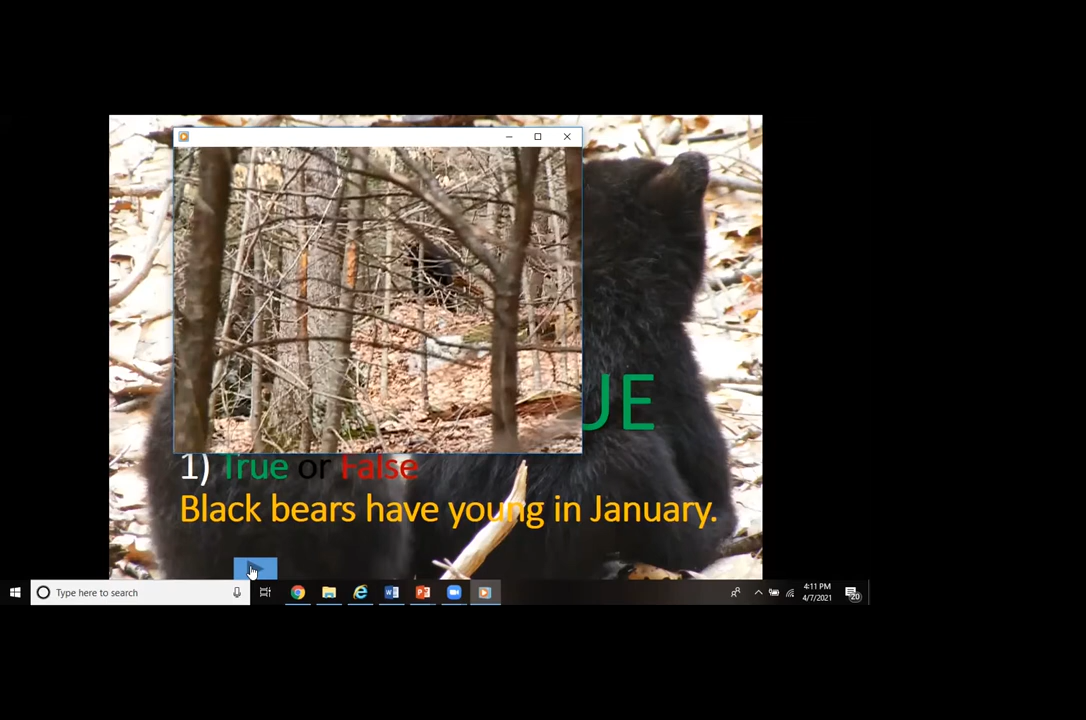 UE
1) True or False
Black bears have young in January.
Type here to search
4:11 PM
4/7/2021
20